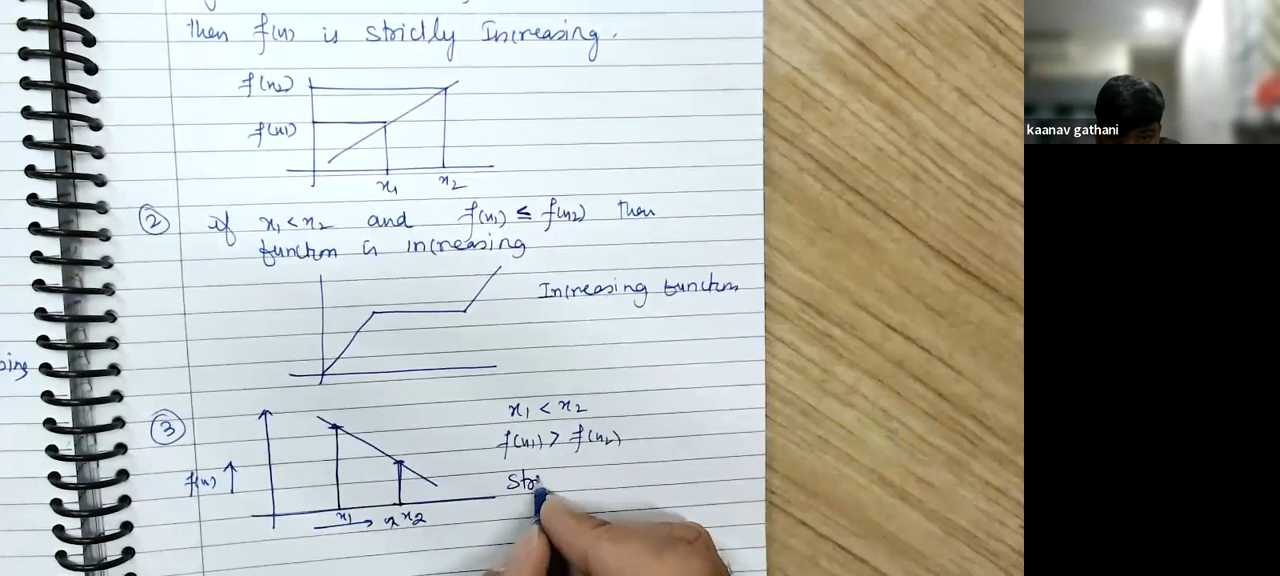 then f(x) is strictly Increasing.
f(x2)
f(x1)
x1 x2
② if x1 < x2 and f(x1) ≤ f(x2) then
function is increasing
Increasing function
③
x1 < x2
f(x1) > f(x2)
f(x) ↑
stri
x1 → x x2
kaanav gathani